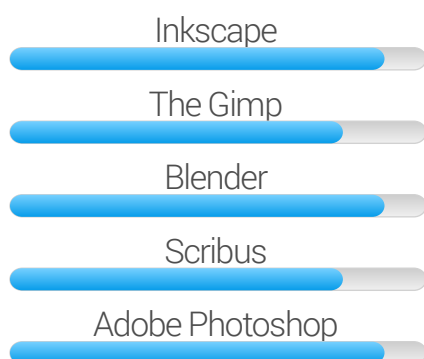 Inkscape
The Gimp
Blender
Scribus
Adobe Photoshop